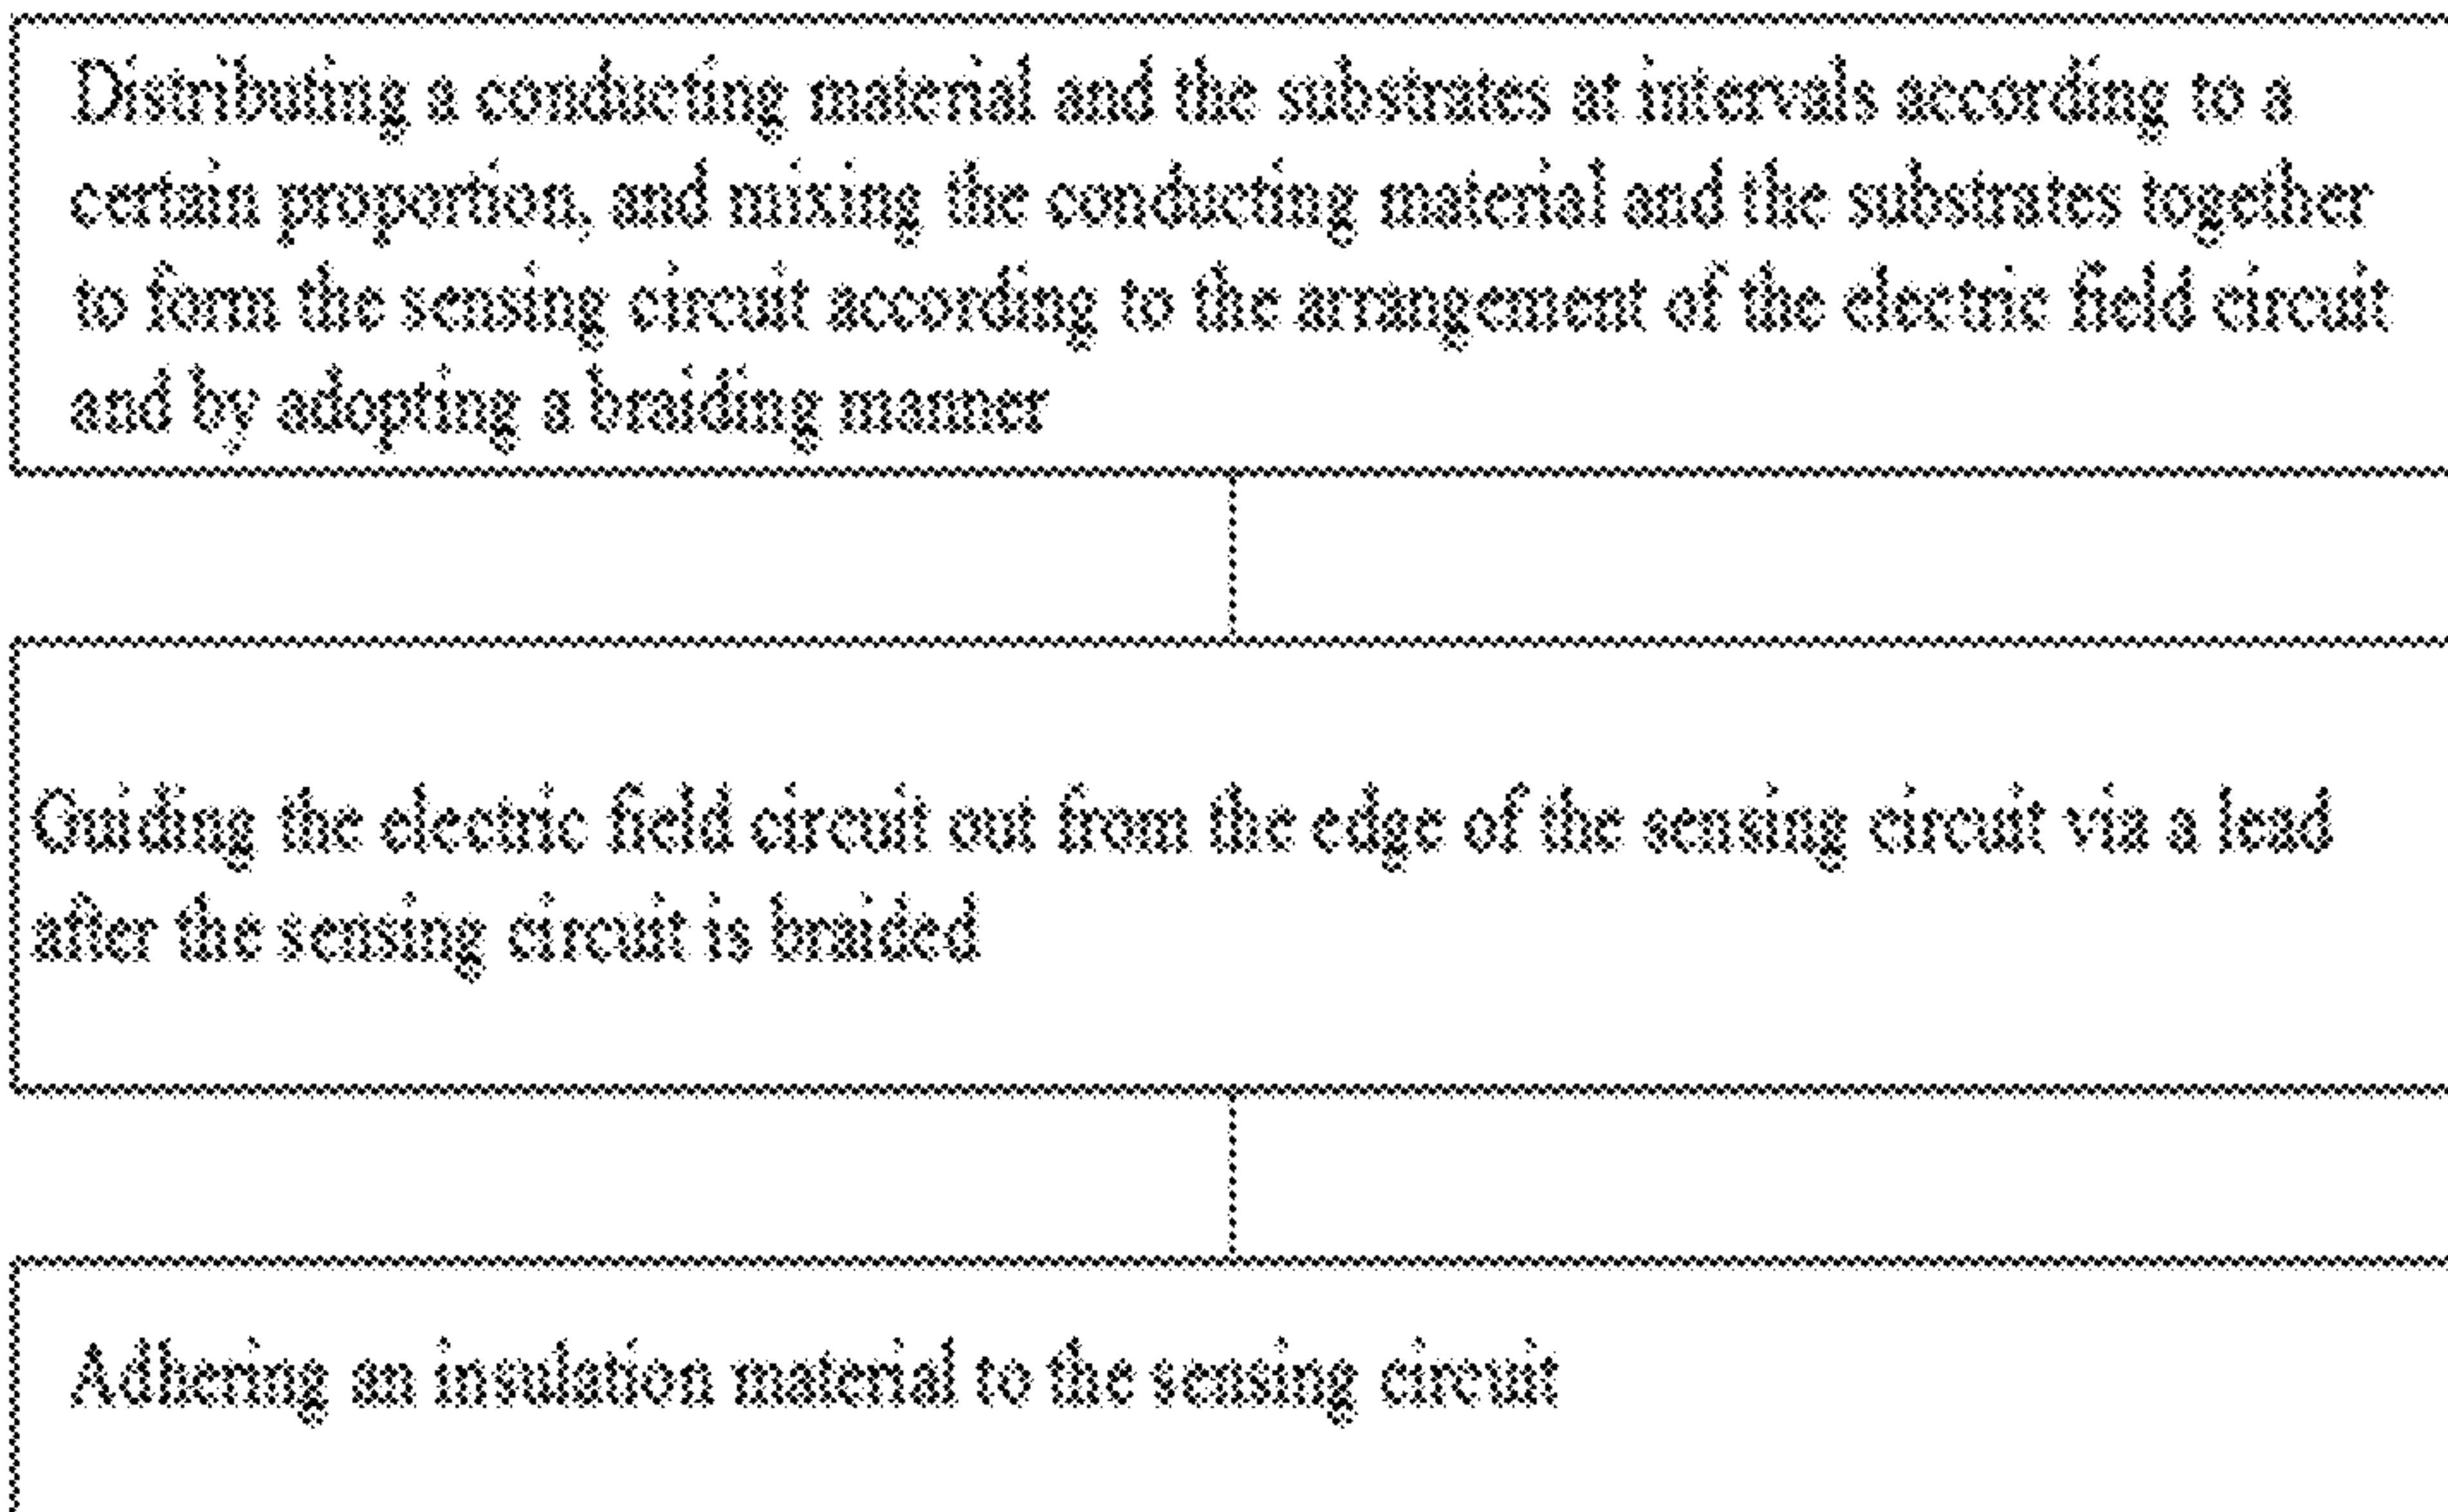 Distributing a conducting material and the substrates at intervals according to a
certain proportion, and mixing the conducting material and the substrates together
to form the sensing circuit according to the arrangement of the electric field circuit
and by adopting a braiding manner
Guiding the electric field circuit out from the edge of the sensing circuit via a lead
after the sensing circuit is braided
Adhering an insulation material to the sensing circuit